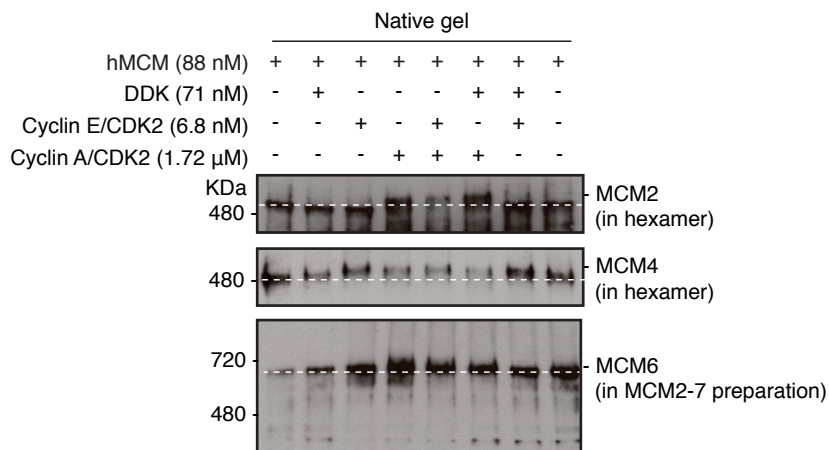 Native gel
hMCM (88 nM) + + + + + + + +
DDK (71 nM) - + - - - + + -
Cyclin E/CDK2 (6.8 nM) - - + - + - + -
Cyclin A/CDK2 (1.72 µM) - - - + + + - -
KDa
480 - - MCM2
(in hexamer)
480 - - MCM4
(in hexamer)
720 - - MCM6
(in MCM2-7 preparation)
480 -